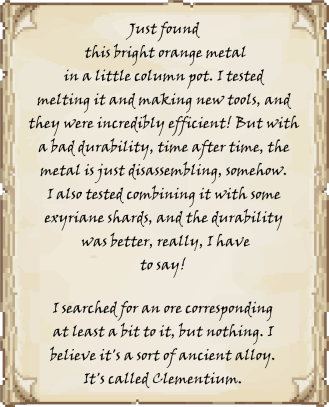 Just found
this bright orange metal
in a little column pot. I tested
melting it and making new tools, and
they were incredibly efficient! But with
a bad durability, time after time, the
metal is just disassembling, somehow.
I also tested combining it with some
exyriane shards, and the durability
was better, really, I have
to say!

I searched for an ore corresponding
at least a bit to it, but nothing. I
believe it's a sort of ancient alloy.
It's called Clementium.